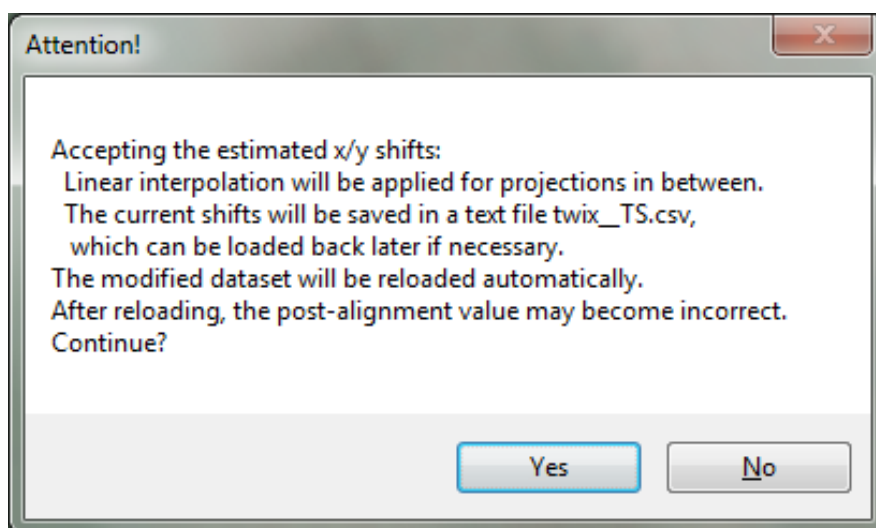 Attention!
Accepting the estimated x/y shifts:
Linear interpolation will be applied for projections in between.
The current shifts will be saved in a text file twix__TS.csv,
which can be loaded back later if necessary.
The modified dataset will be reloaded automatically.
After reloading, the post-alignment value may become incorrect.
Continue?
Yes
No